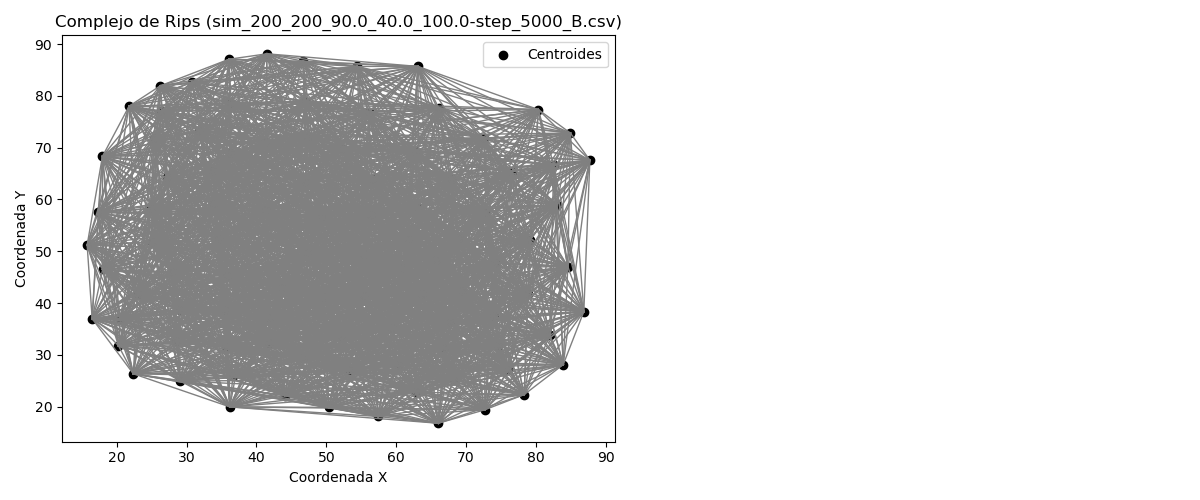 Complejo de Rips (sim_200_200_90.0_40.0_100.0-step_5000_B.csv)
Centroides
90
80
70
60
50
40
30
20
Coordenada Y
20 30 40 50 60 70 80 90
Coordenada X